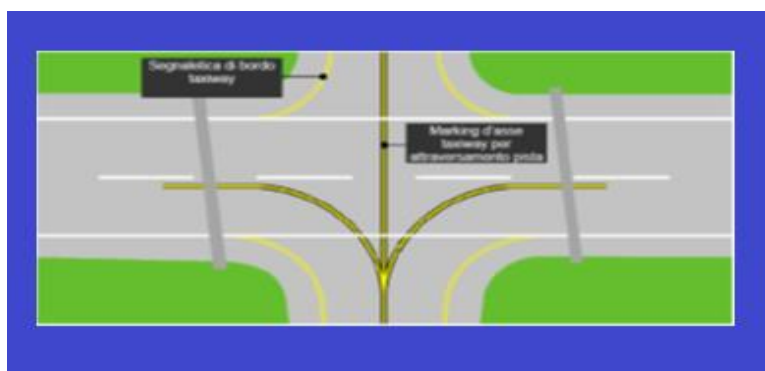 Segnaletica di bordo
taxiway
Marking d'asse
taxiway per
attraversamento pista